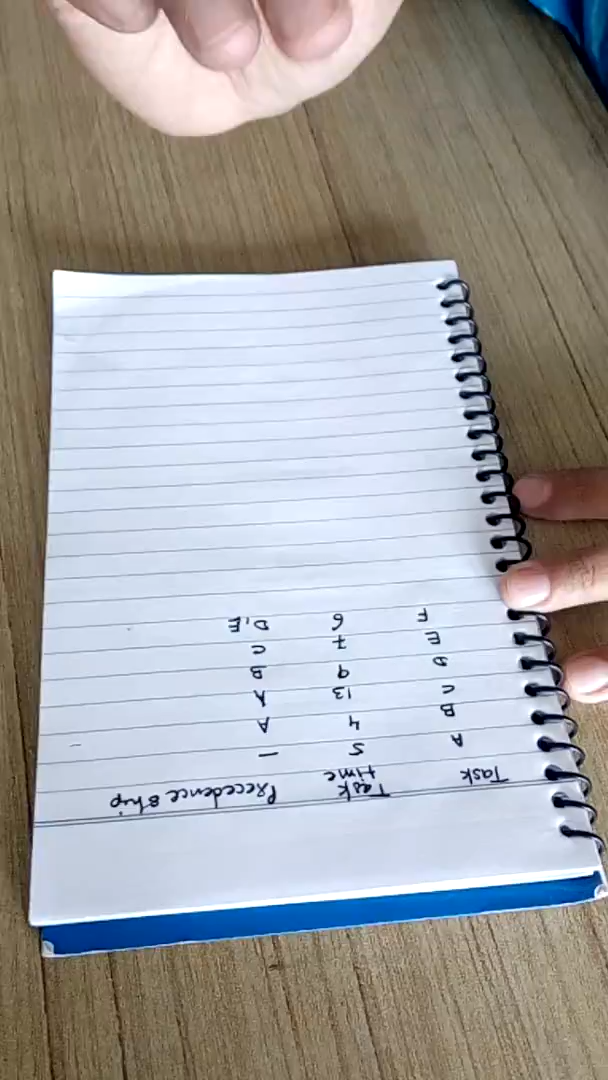 Task Task time Precedence ship
A 5 —
B 4 A
C 13 A
D 9 B
E 7 C
F 6 D, E